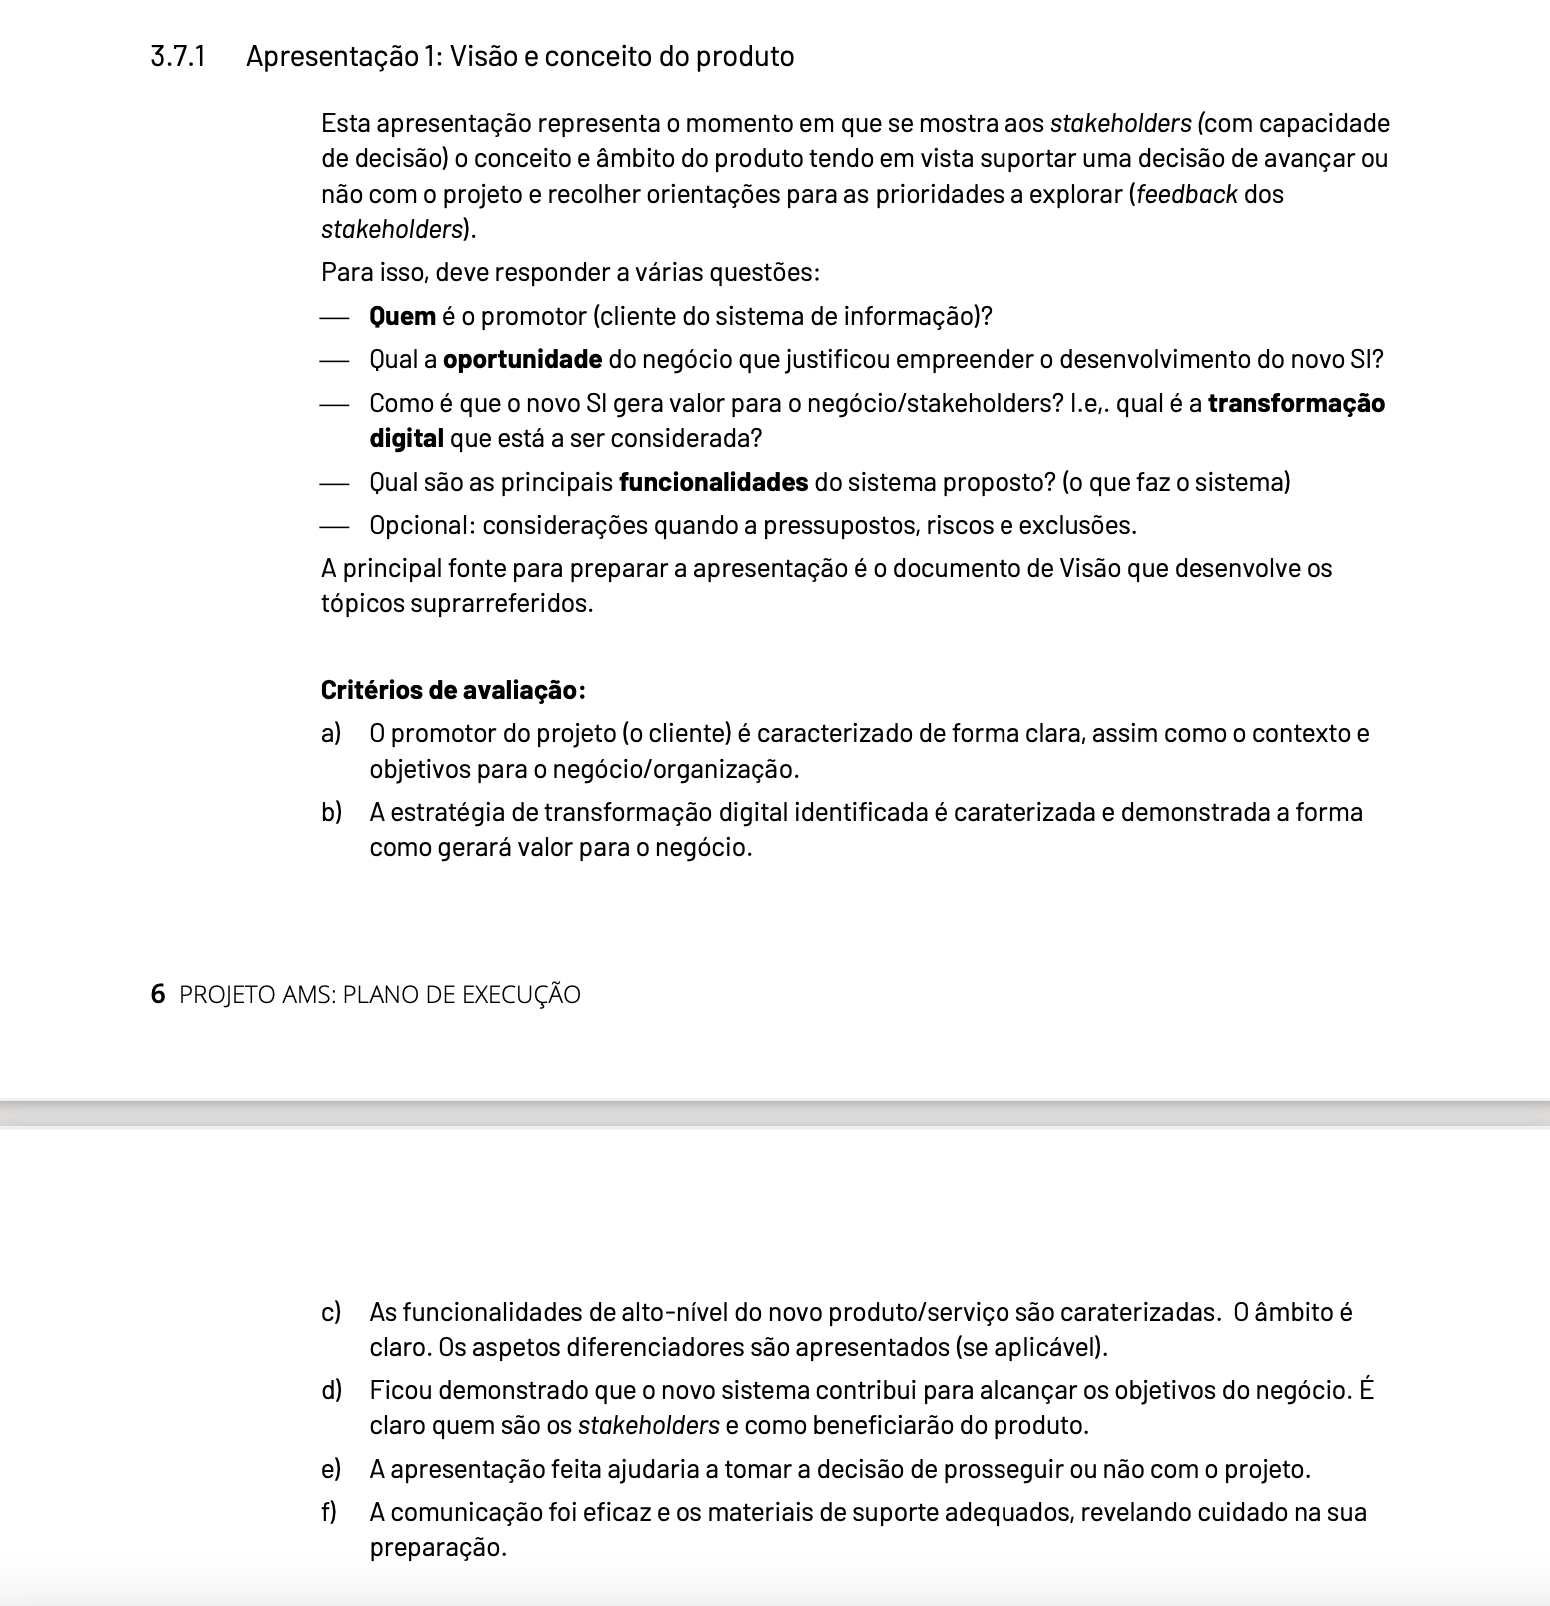 3.7.1 Apresentação 1: Visão e conceito do produto
Esta apresentação representa o momento em que se mostra aos stakeholders (com capacidade
de decisão) o conceito e âmbito do produto tendo em vista suportar uma decisão de avançar ou
não com o projeto e recolher orientações para as prioridades a explorar (feedback dos
stakeholders).
Para isso, deve responder a várias questões:
— Quem é o promotor (cliente do sistema de informação)?
— Qual a oportunidade do negócio que justificou empreender o desenvolvimento do novo SI?
— Como é que o novo SI gera valor para o negócio/stakeholders? I.e,. qual é a transformação
digital que está a ser considerada?
— Qual são as principais funcionalidades do sistema proposto? (o que faz o sistema)
— Opcional: considerações quando a pressupostos, riscos e exclusões.
A principal fonte para preparar a apresentação é o documento de Visão que desenvolve os
tópicos suprarreferidos.
Critérios de avaliação:
a) O promotor do projeto (o cliente) é caracterizado de forma clara, assim como o contexto e
objetivos para o negócio/organização.
b) A estratégia de transformação digital identificada é caraterizada e demonstrada a forma
como gerará valor para o negócio.
6 PROJETO AMS: PLANO DE EXECUÇÃO
c) As funcionalidades de alto-nível do novo produto/serviço são caraterizadas. O âmbito é
claro. Os aspetos diferenciadores são apresentados (se aplicável).
d) Ficou demonstrado que o novo sistema contribui para alcançar os objetivos do negócio. É
claro quem são os stakeholders e como beneficiarão do produto.
e) A apresentação feita ajudaria a tomar a decisão de prosseguir ou não com o projeto.
f) A comunicação foi eficaz e os materiais de suporte adequados, revelando cuidado na sua
preparação.